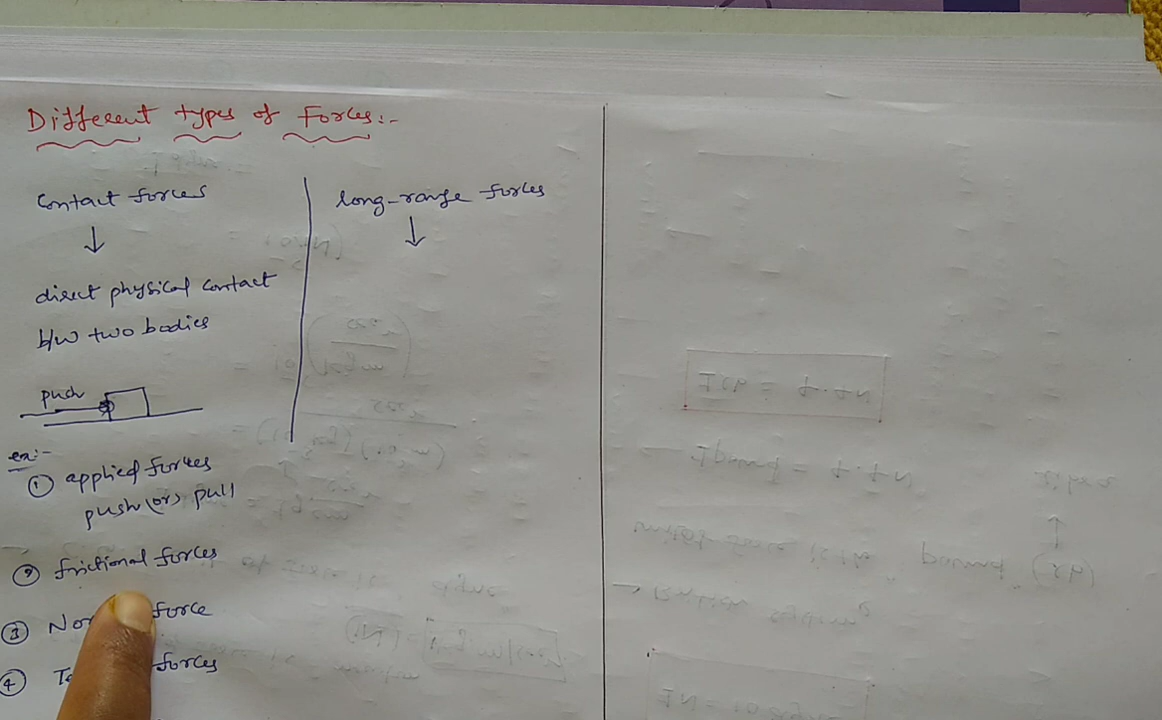 Different types of Forces:-
contact forces
↓
direct physical contact
b/w two bodies
push
ex:-
① applied forces
push (or) pull
② frictional forces
③ force
④ forces
long-range forces
↓